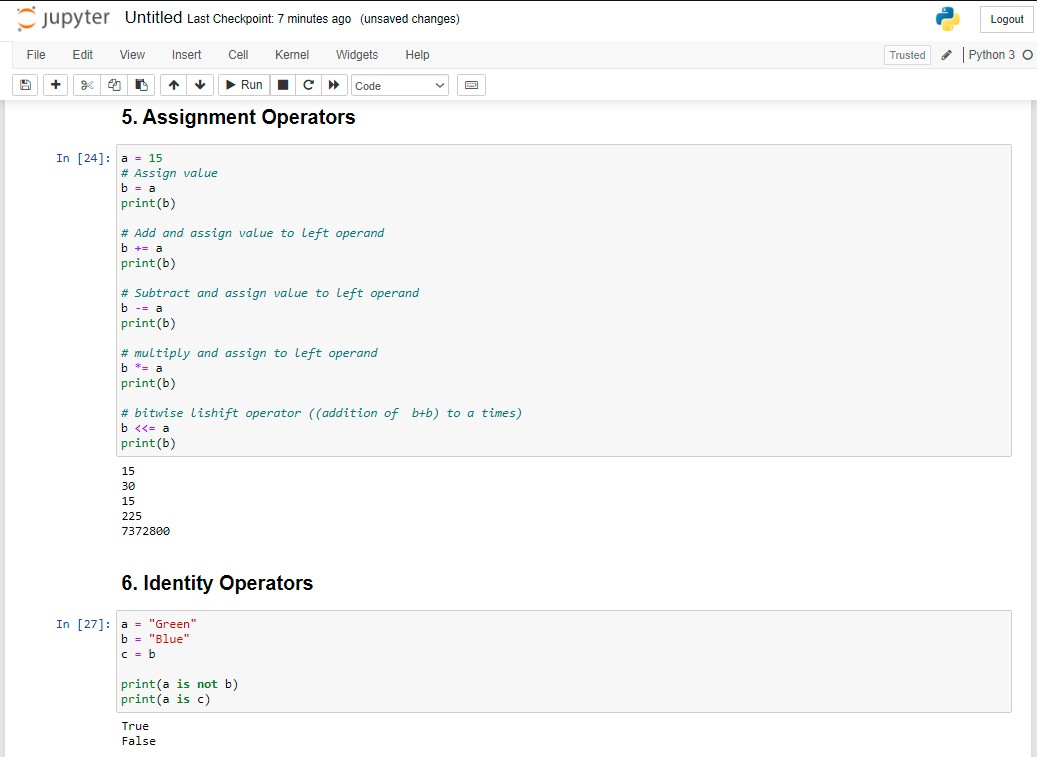 jupyter Untitled Last Checkpoint: 7 minutes ago (unsaved changes) Logout
File Edit View Insert Cell Kernel Widgets Help Trusted Python 3
Run Code
5. Assignment Operators
In [24]: a = 15
# Assign value
b = a
print(b)
# Add and assign value to left operand
b += a
print(b)
# Subtract and assign value to left operand
b -= a
print(b)
# multiply and assign to left operand
b *= a
print(b)
# bitwise lishift operator ((addition of  b+b) to a times)
b <<= a
print(b)
15
30
15
225
7372800
6. Identity Operators
In [27]: a = "Green"
b = "Blue"
c = b
print(a is not b)
print(a is c)
True
False